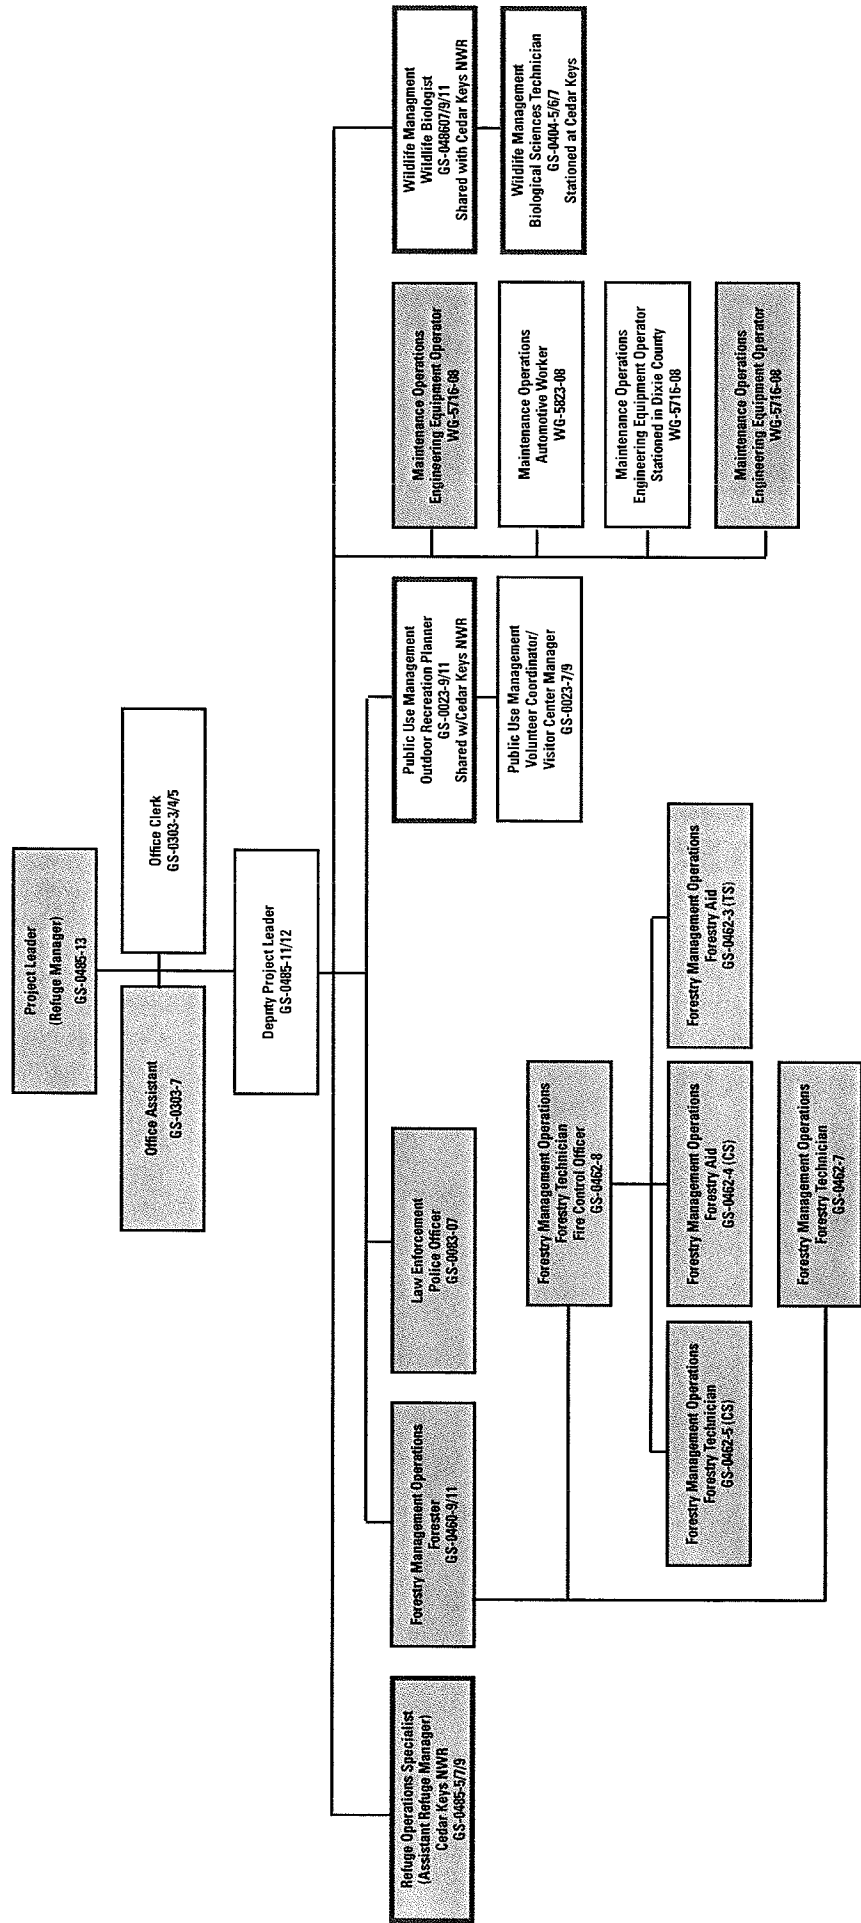 Project Leader
(Refuge Manager)
GS-0485-13
Office Assistant
GS-0303-7
Office Clerk
GS-0303-3/4/5
Deputy Project Leader
GS-0485-11/12
Refuge Operations Specialist
(Assistant Refuge Manager)
Cedar Keys NWR
GS-0485-5/7/9
Forestry Management Operations
Forester
GS-0460-9/11
Law Enforcement
Police Officer
GS-0083-07
Public Use Management
Outdoor Recreation Planner
GS-0023-9/11
Shared w/Cedar Keys NWR
Maintenance Operations
Engineering Equipment Operator
WG-5716-08
Wildlife Managment
Wildlife Biologist
GS-048607/9/11
Shared with Cedar Keys NWR
Public Use Management
Volunteer Coordinator/
Visitor Center Manager
GS-0023-7/9
Maintenance Operations
Automotive Worker
WG-5823-08
Wildlife Management
Biological Sciences Technician
GS-0404-5/6/7
Stationed at Cedar Keys
Forestry Management Operations
Forestry Technician
Fire Control Officer
GS-0462-8
Maintenance Operations
Engineering Equipment Operator
Stationed in Dixie County
WG-5716-08
Forestry Management Operations
Forestry Technician
GS-0462-5 (CS)
Forestry Management Operations
Forestry Aid
GS-0462-4 (CS)
Forestry Management Operations
Forestry Aid
GS-0462-3 (TS)
Maintenance Operations
Engineering Equipment Operator
WG-5716-08
Forestry Management Operations
Forestry Technician
GS-0462-7